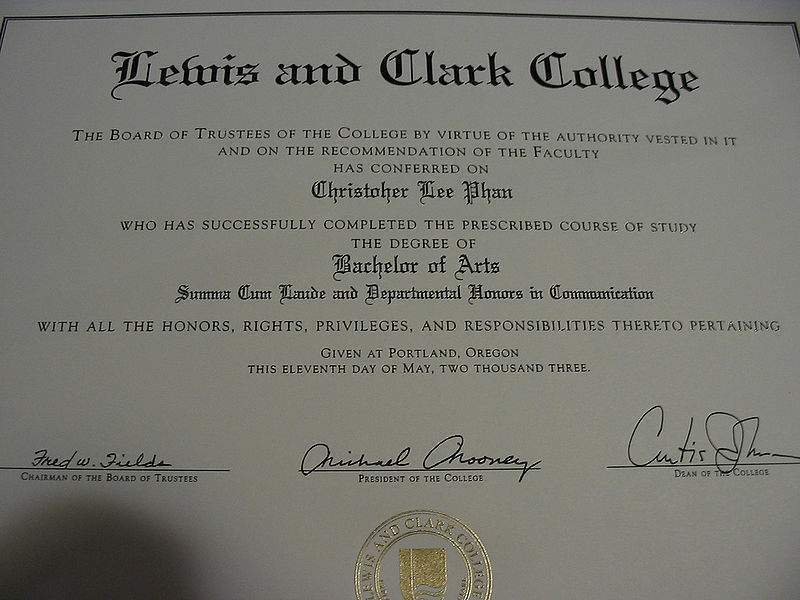 Lewis and Clark College
THE BOARD OF TRUSTEES OF THE COLLEGE BY VIRTUE OF THE AUTHORITY VESTED IN IT
AND ON THE RECOMMENDATION OF THE FACULTY
HAS CONFERRED ON
Christoher Lee Phan
WHO HAS SUCCESSFULLY COMPLETED THE PRESCRIBED COURSE OF STUDY
THE DEGREE OF
Bachelor of Arts
Summa Cum Laude and Departmental Honors in Communication
WITH ALL THE HONORS, RIGHTS, PRIVILEGES, AND RESPONSIBILITIES THERETO PERTAINING
GIVEN AT PORTLAND, OREGON
THIS ELEVENTH DAY OF MAY, TWO THOUSAND THREE.
Fred W. Fields
CHAIRMAN OF THE BOARD OF TRUSTEES
Michael Mooney
PRESIDENT OF THE COLLEGE
Curtis
DEAN OF THE COLLEGE
LEWIS AND CLARK COLLEGE